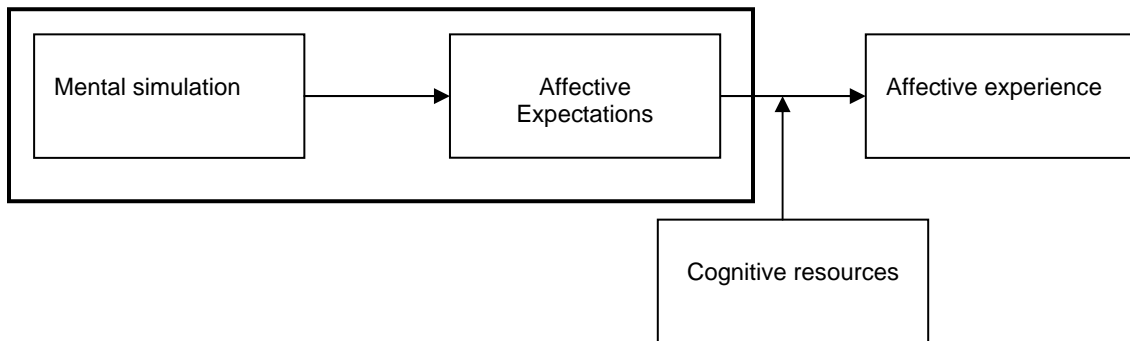 Mental simulation
Affective
Expectations
Affective experience
Cognitive resources